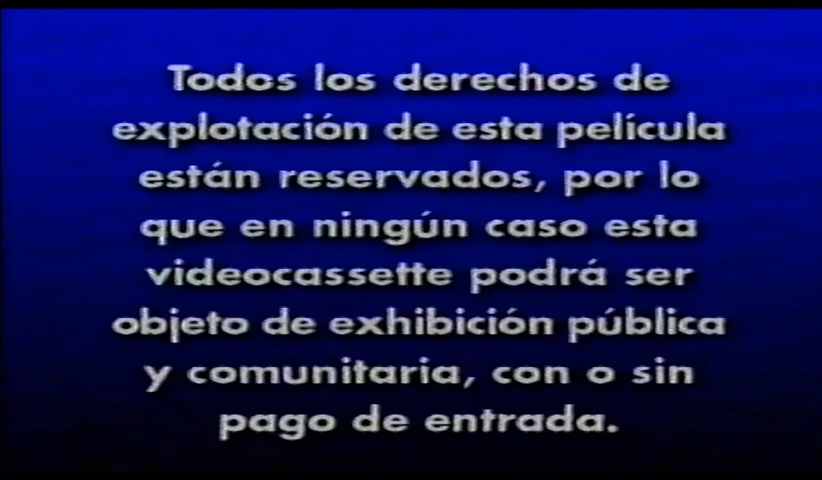 Todos los derechos de
explotación de esta película
están reservados, por lo
que en ningún caso esta
videocassette podrá ser
objeto de exhibición pública
y comunitaria, con o sin
pago de entrada.